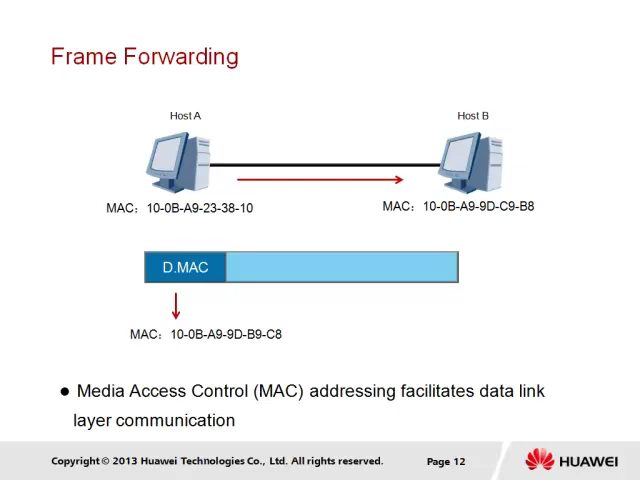 Frame Forwarding
Host A
Host B
MAC：10-0B-A9-23-38-10
MAC：10-0B-A9-9D-C9-B8
D.MAC
MAC：10-0B-A9-9D-B9-C8
● Media Access Control (MAC) addressing facilitates data link
layer communication
Copyright © 2013 Huawei Technologies Co., Ltd. All rights reserved.
Page 12
HUAWEI